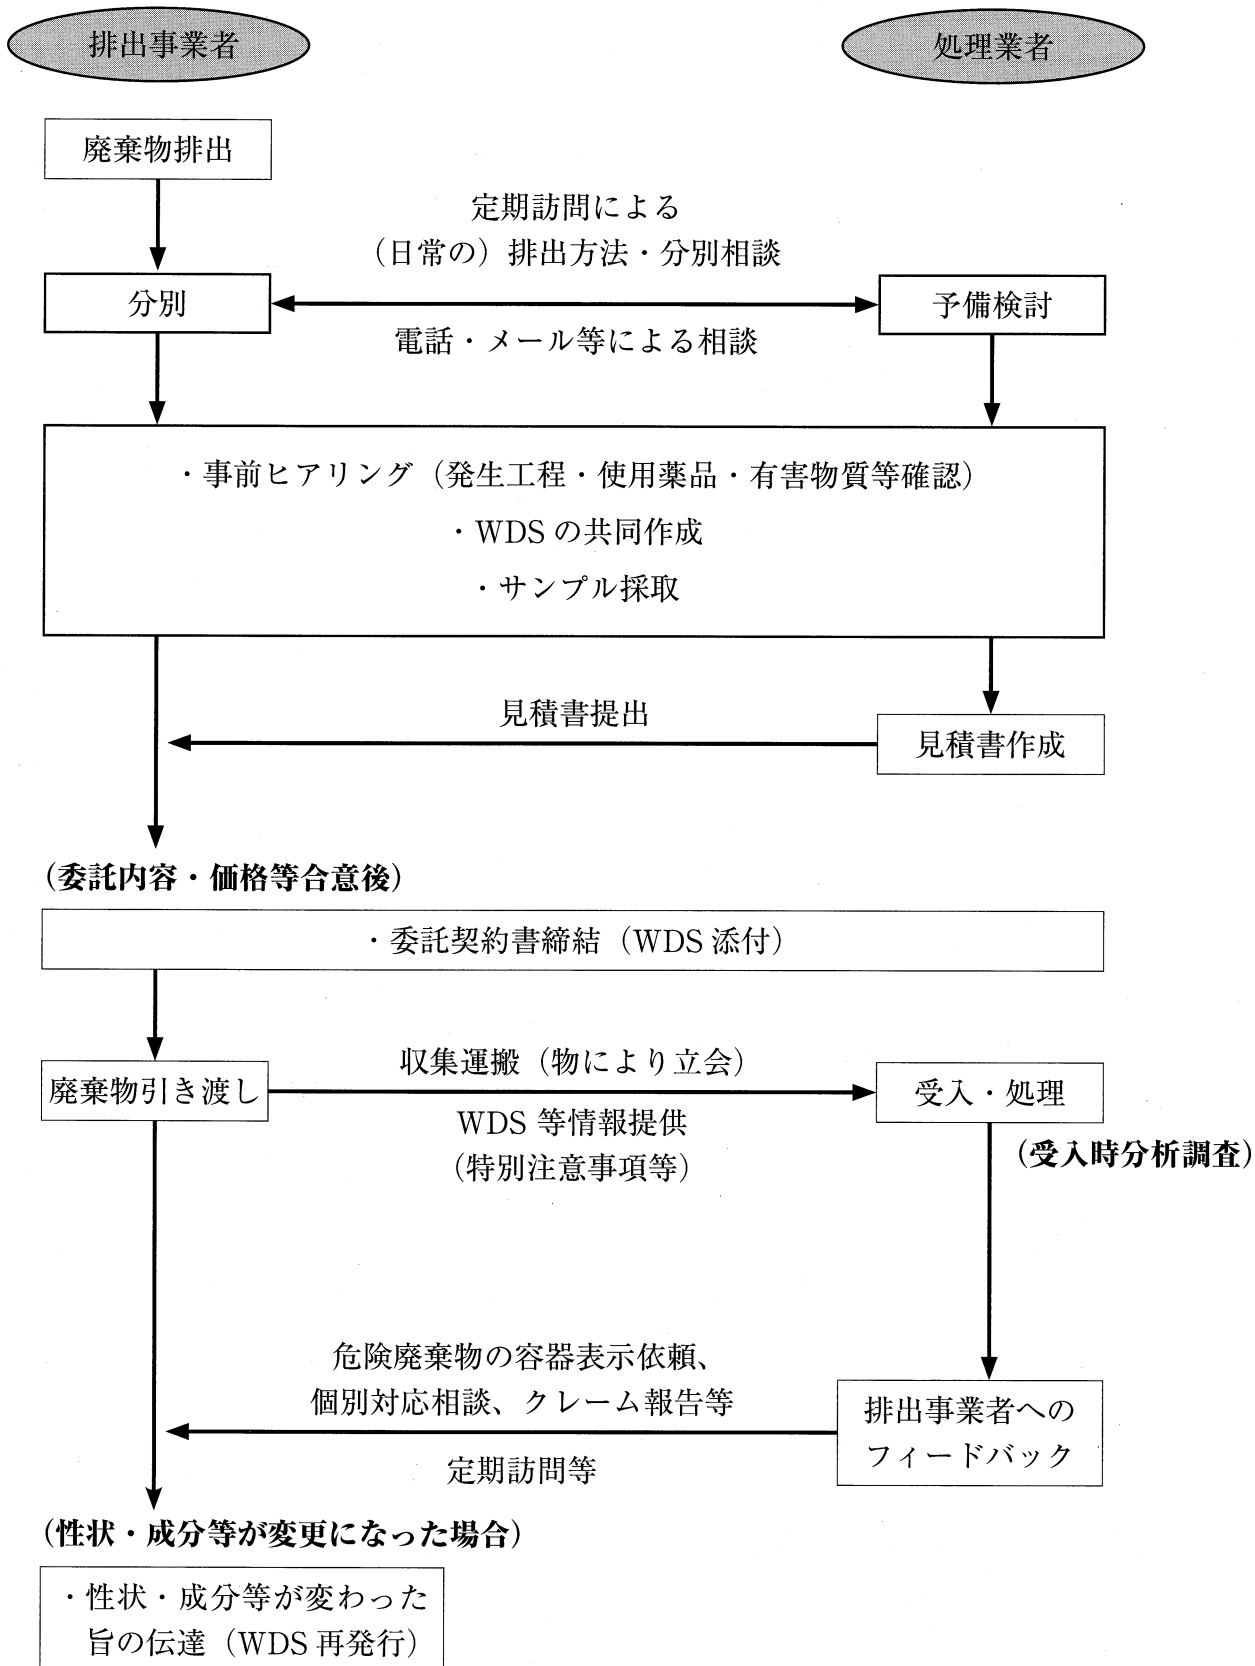 排出事業者
処理業者
廃棄物排出
定期訪問による
（日常の）排出方法・分別相談
分別
予備検討
電話・メール等による相談
・事前ヒアリング（発生工程・使用薬品・有害物質等確認）
・WDSの共同作成
・サンプル採取
見積書提出
見積書作成
（委託内容・価格等合意後）
・委託契約書締結（WDS添付）
収集運搬（物により立会）
廃棄物引き渡し
受入・処理
WDS 等情報提供
（特別注意事項等）
（受入時分析調査）
危険廃棄物の容器表示依頼、
個別対応相談、クレーム報告等
排出事業者への
フィードバック
定期訪問等
（性状・成分等が変更になった場合）
・性状・成分等が変わった
旨の伝達（WDS再発行）